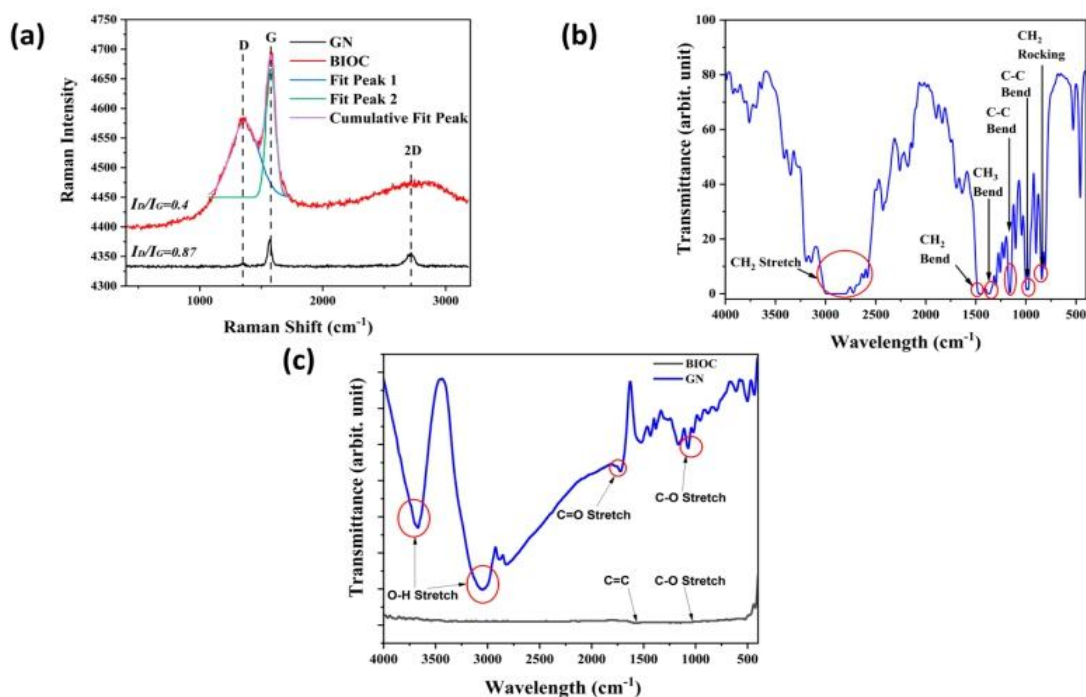 (a)
4750
4700
4650
4600
4550
4500
4450
4400
4350
4300
Raman Intensity
D
G
2D
GN
BIOC
Fit Peak 1
Fit Peak 2
Cumulative Fit Peak
I_D/I_G=0.4
I_D/I_G=0.87
1000 2000 3000
Raman Shift (cm-1)
(b)
100
80
60
40
20
0
Transmittance (arbit. unit)
CH2
Rocking
C-C
Bend
C-C
Bend
CH3
Bend
CH2
Bend
CH2 Stretch
4000 3500 3000 2500 2000 1500 1000 500
Wavelength (cm-1)
(c)
BIOC
GN
Transmittance (arbit. unit)
C=O Stretch
C-O Stretch
O-H Stretch
C=C
C-O Stretch
4000 3500 3000 2500 2000 1500 1000 500
Wavelength (cm-1)